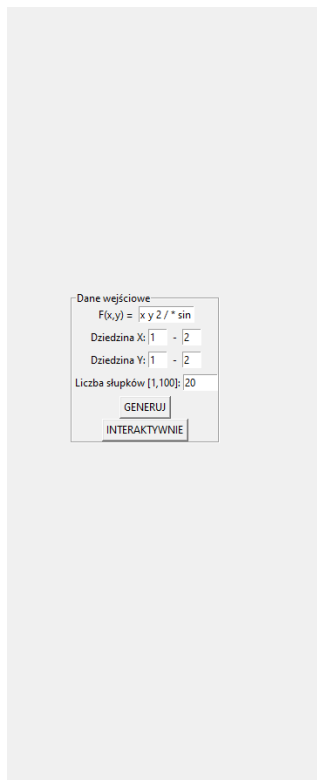 Dane wejściowe
F(x,y) = x y 2 / * sin
Dziedzina X: 1 - 2
Dziedzina Y: 1 - 2
Liczba słupków [1,100]: 20
GENERUJ
INTERAKTYWNIE